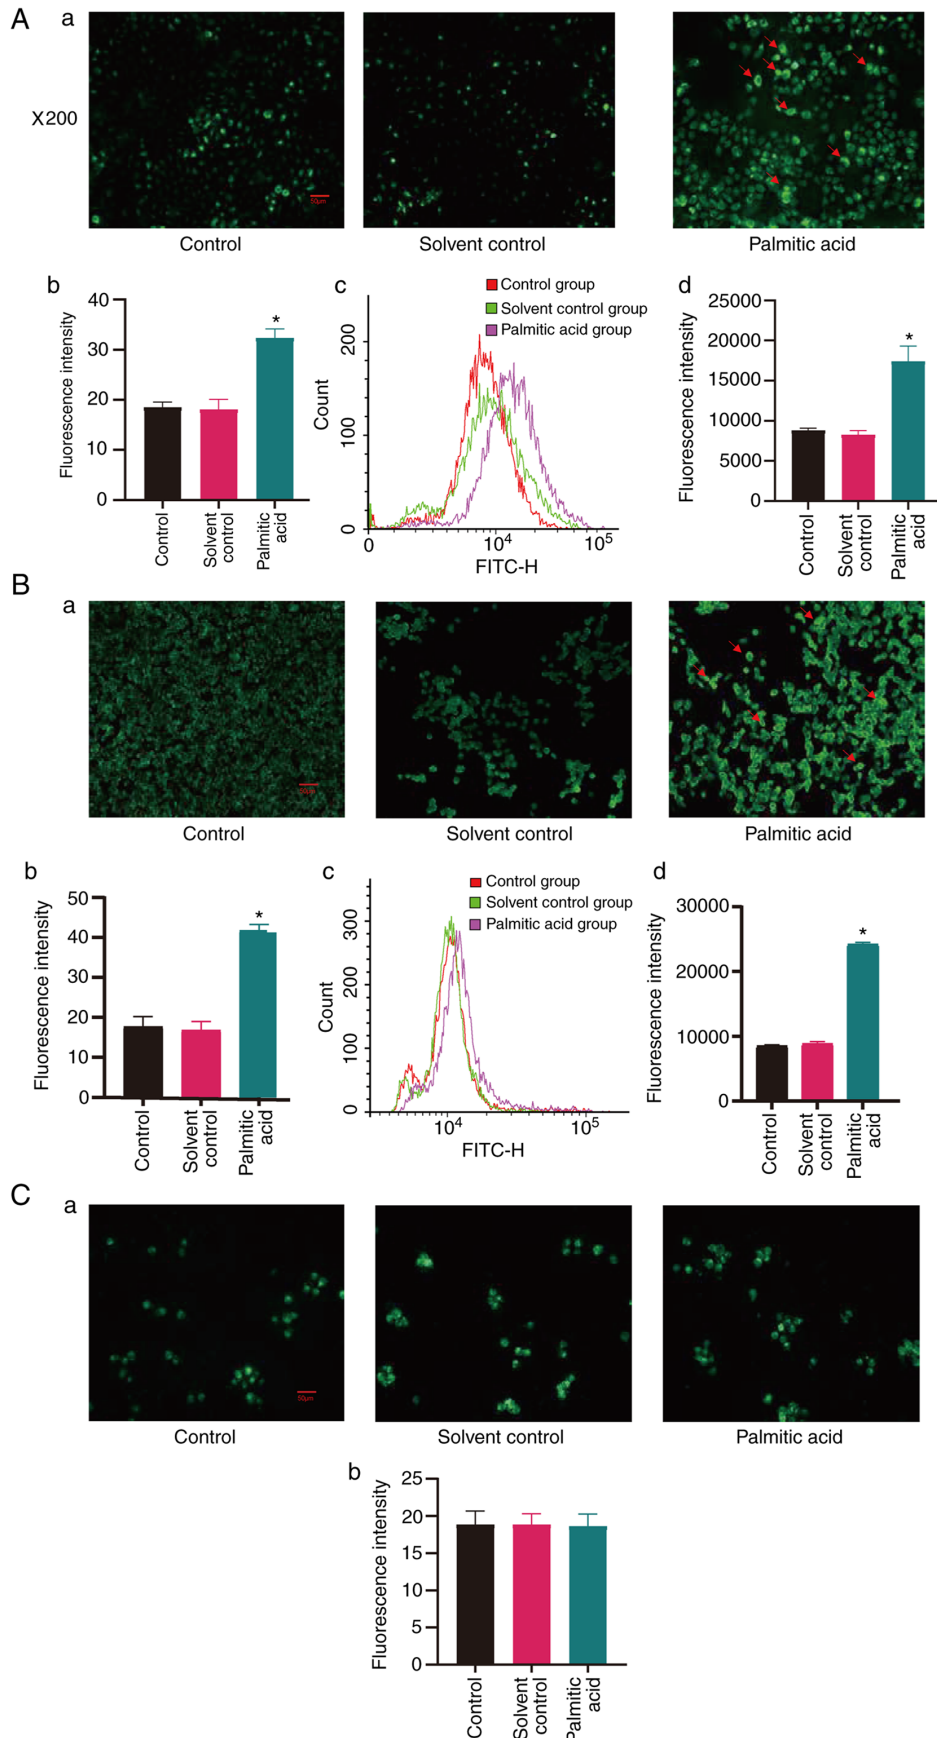 A
a
X200
50μm
Control
Solvent control
Palmitic acid
b
Fluorescence intensity
40
30
20
10
0
Control
Solvent
control
Palmitic
acid
c
Control group
Solvent control group
Palmitic acid group
Count
200
100
0
0
10⁴
10⁵
FITC-H
d
Fluorescence intensity
25000
20000
15000
10000
5000
0
Control
Solvent
control
Palmitic
acid
*
*
B
a
50μm
Control
Solvent control
Palmitic acid
b
Fluorescence intensity
50
40
30
20
10
0
*
Control
Solvent
control
Palmitic
acid
c
Control group
Solvent control group
Palmitic acid group
Count
300
200
100
0
10⁴
10⁵
FITC-H
d
Fluorescence intensity
30000
20000
10000
0
*
Control
Solvent
control
Palmitic
acid
C
a
50μm
Control
Solvent control
Palmitic acid
b
Fluorescence intensity
25
20
15
10
5
0
Control
Solvent
control
Palmitic
acid